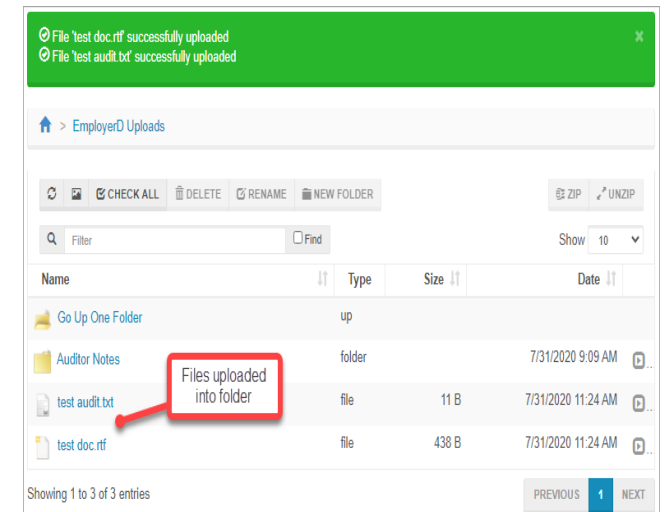 File 'test doc.rtf' successfully uploaded
File 'test audit.txt' successfully uploaded
x
> EmployerD Uploads
CHECK ALL DELETE RENAME NEW FOLDER ZIP UNZIP
Filter Find Show 10
Name Type Size Date
Go Up One Folder up
Auditor Notes folder 7/31/2020 9:09 AM
Files uploaded
into folder
test audit.txt file 11 B 7/31/2020 11:24 AM
test doc.rtf file 438 B 7/31/2020 11:24 AM
Showing 1 to 3 of 3 entries PREVIOUS 1 NEXT